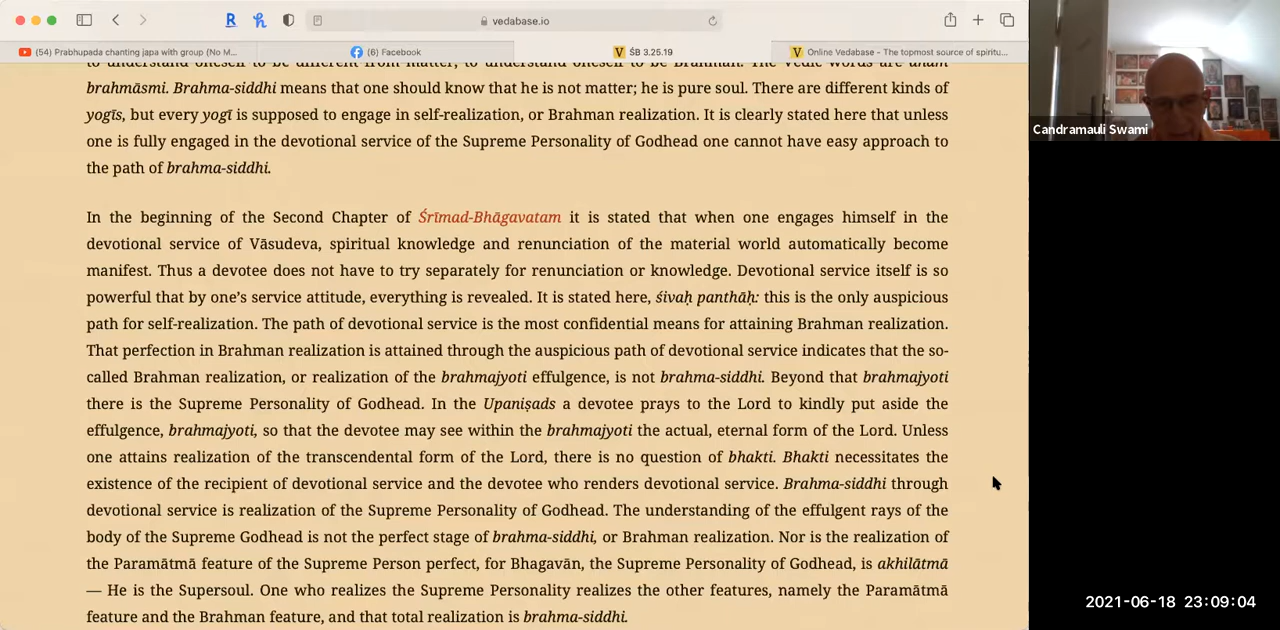 vedabase.io
(54) Prabhupada chanting japa with group (No M...
(6) Facebook
ŚB 3.25.19
Online Vedabase - The topmost source of spiritu...
to understand oneself to be different from matter, to understand oneself to be Brahman. The Vedic words are ahaṁ
brahmāsmi. Brahma-siddhi means that one should know that he is not matter; he is pure soul. There are different kinds of
yogīs, but every yogī is supposed to engage in self-realization, or Brahman realization. It is clearly stated here that unless
one is fully engaged in the devotional service of the Supreme Personality of Godhead one cannot have easy approach to
the path of brahma-siddhi.
In the beginning of the Second Chapter of Śrīmad-Bhāgavatam it is stated that when one engages himself in the
devotional service of Vāsudeva, spiritual knowledge and renunciation of the material world automatically become
manifest. Thus a devotee does not have to try separately for renunciation or knowledge. Devotional service itself is so
powerful that by one's service attitude, everything is revealed. It is stated here, śivaḥ panthāḥ: this is the only auspicious
path for self-realization. The path of devotional service is the most confidential means for attaining Brahman realization.
That perfection in Brahman realization is attained through the auspicious path of devotional service indicates that the so-
called Brahman realization, or realization of the brahmajyoti effulgence, is not brahma-siddhi. Beyond that brahmajyoti
there is the Supreme Personality of Godhead. In the Upaniṣads a devotee prays to the Lord to kindly put aside the
effulgence, brahmajyoti, so that the devotee may see within the brahmajyoti the actual, eternal form of the Lord. Unless
one attains realization of the transcendental form of the Lord, there is no question of bhakti. Bhakti necessitates the
existence of the recipient of devotional service and the devotee who renders devotional service. Brahma-siddhi through
devotional service is realization of the Supreme Personality of Godhead. The understanding of the effulgent rays of the
body of the Supreme Godhead is not the perfect stage of brahma-siddhi, or Brahman realization. Nor is the realization of
the Paramātmā feature of the Supreme Person perfect, for Bhagavān, the Supreme Personality of Godhead, is akhilātmā
— He is the Supersoul. One who realizes the Supreme Personality realizes the other features, namely the Paramātmā
feature and the Brahman feature, and that total realization is brahma-siddhi.
Candramauli Swami
2021-06-18 23:09:04